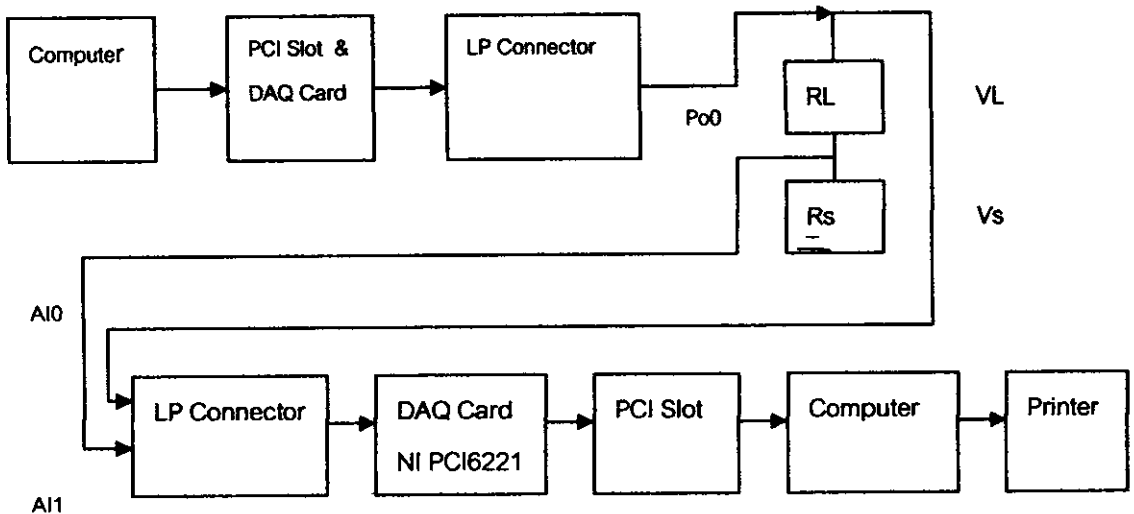 Computer
PCI Slot &
DAQ Card
LP Connector
Po0
RL
VL
Rs
Vs
AI0
LP Connector
DAQ Card
NI PCI6221
PCI Slot
Computer
Printer
AI1